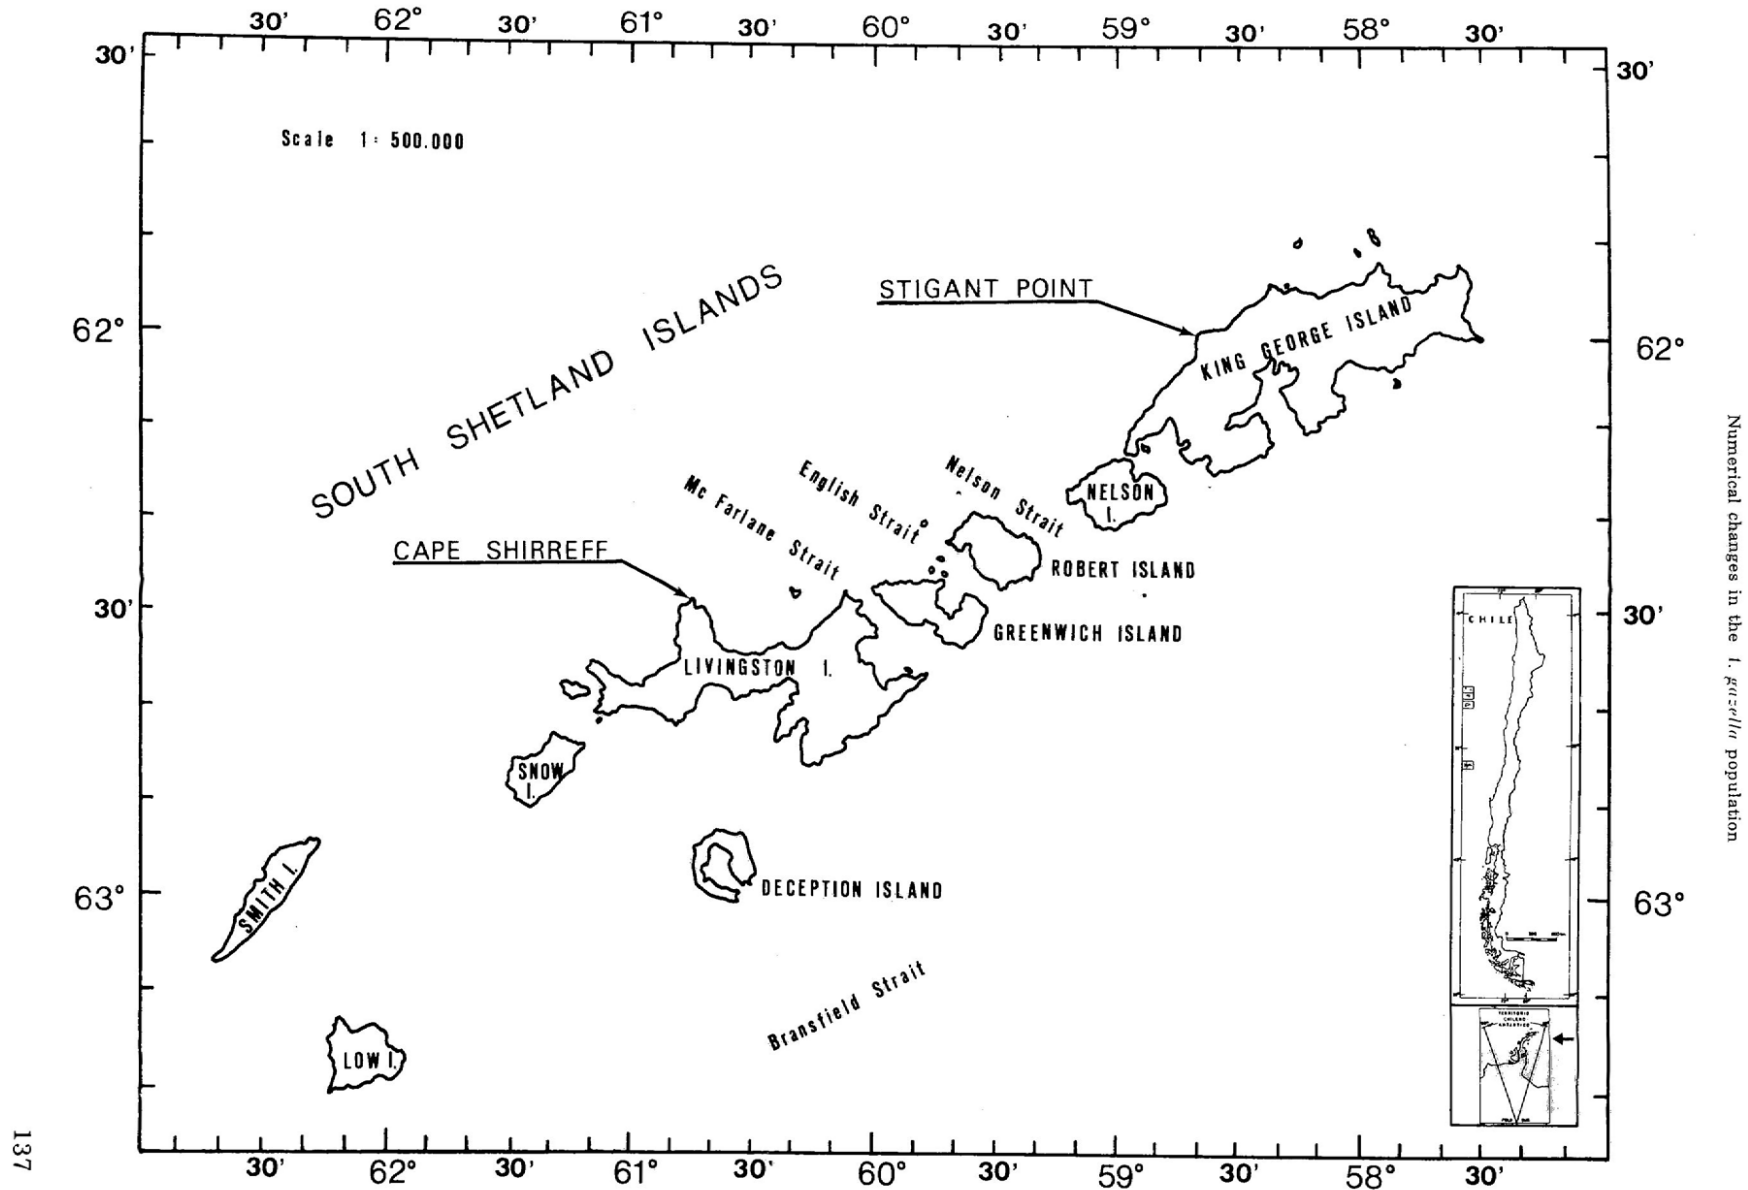 30' 62° 30' 61° 30' 60° 30' 59° 30' 58° 30'
30' 30'
Scale 1: 500.000
SOUTH SHETLAND ISLANDS
STIGANT POINT
KING GEORGE ISLAND
62° 62°
Nelson Strait
English Strait
Mc Farlane Strait
NELSON
I.
CAPE SHIRREFF
ROBERT ISLAND
30' 30'
GREENWICH ISLAND
LIVINGSTON I.
SNOW
I.
SMITH I.
DECEPTION ISLAND
63° 63°
Bransfield Strait
LOW I.
CHILE
TERRITORIO
CHILENO
ANTARTICO
30' 62° 30' 61° 30' 60° 30' 59° 30' 58° 30'
Numerical changes in the A. gazella population
137